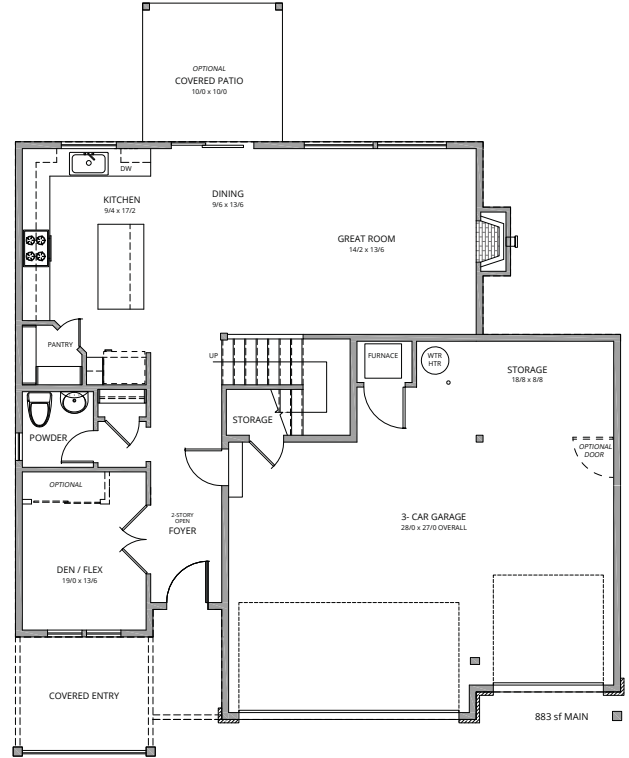 OPTIONAL
COVERED PATIO
10/0 x 10/0
DW
KITCHEN
9/4 x 17/2
DINING
9/6 x 13/6
GREAT ROOM
14/2 x 13/6
PANTRY
UP
FURNACE
WTR
HTR
STORAGE
18/8 x 8/8
STORAGE
POWDER
OPTIONAL
DOOR
OPTIONAL
2-STORY
OPEN
FOYER
3- CAR GARAGE
28/0 x 27/0 OVERALL
DEN / FLEX
19/0 x 13/6
COVERED ENTRY
883 sf MAIN